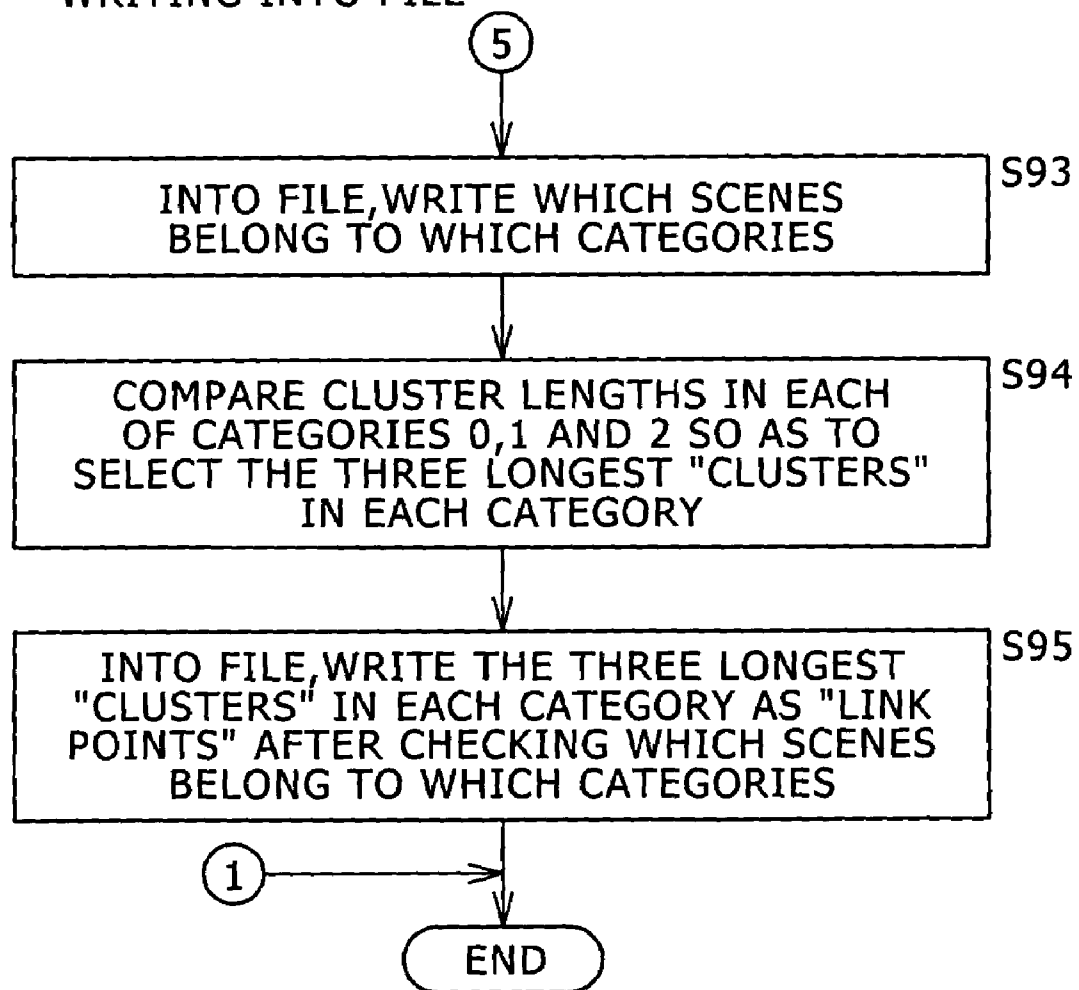 WRITING INTO FILE
5
S93
INTO FILE,WRITE WHICH SCENES
BELONG TO WHICH CATEGORIES
S94
COMPARE CLUSTER LENGTHS IN EACH
OF CATEGORIES 0,1 AND 2 SO AS TO
SELECT THE THREE LONGEST "CLUSTERS"
IN EACH CATEGORY
S95
INTO FILE,WRITE THE THREE LONGEST
"CLUSTERS" IN EACH CATEGORY AS "LINK
POINTS" AFTER CHECKING WHICH SCENES
BELONG TO WHICH CATEGORIES
1
END